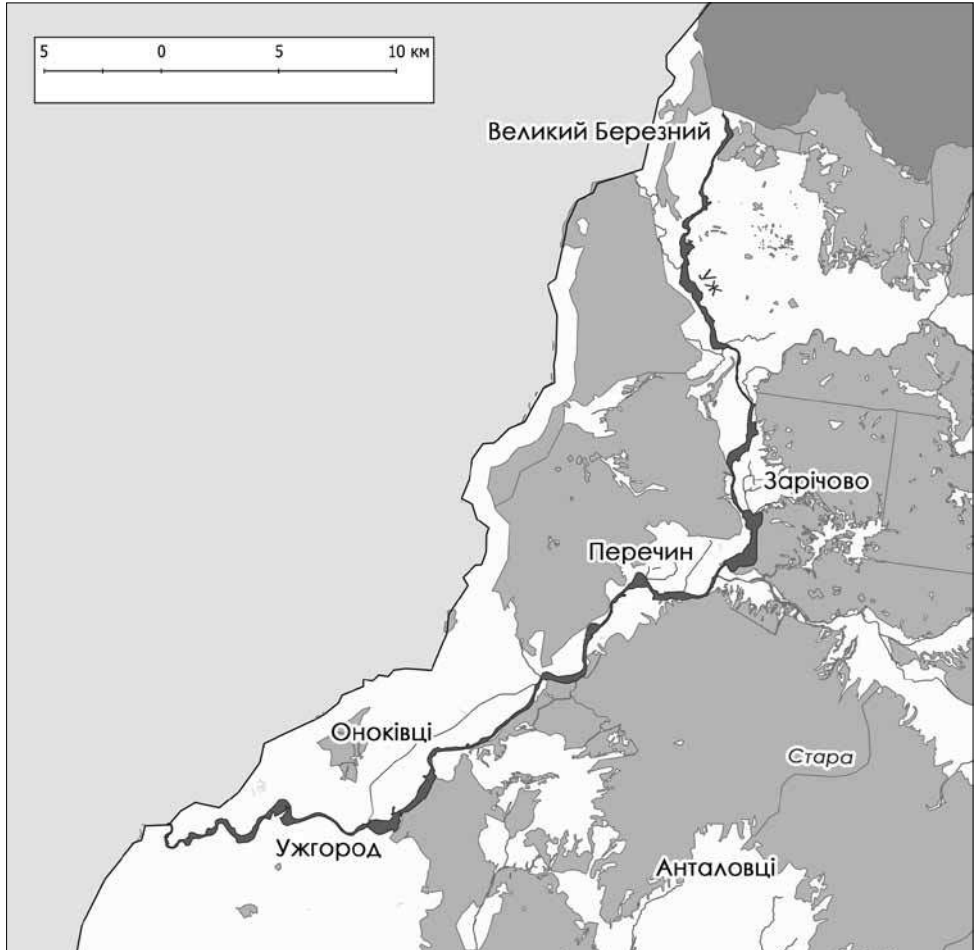 5 0 5 10 км
Великий Березний
Уж
Зарічово
Перечин
Оноківці
Стара
Ужгород
Анталовці